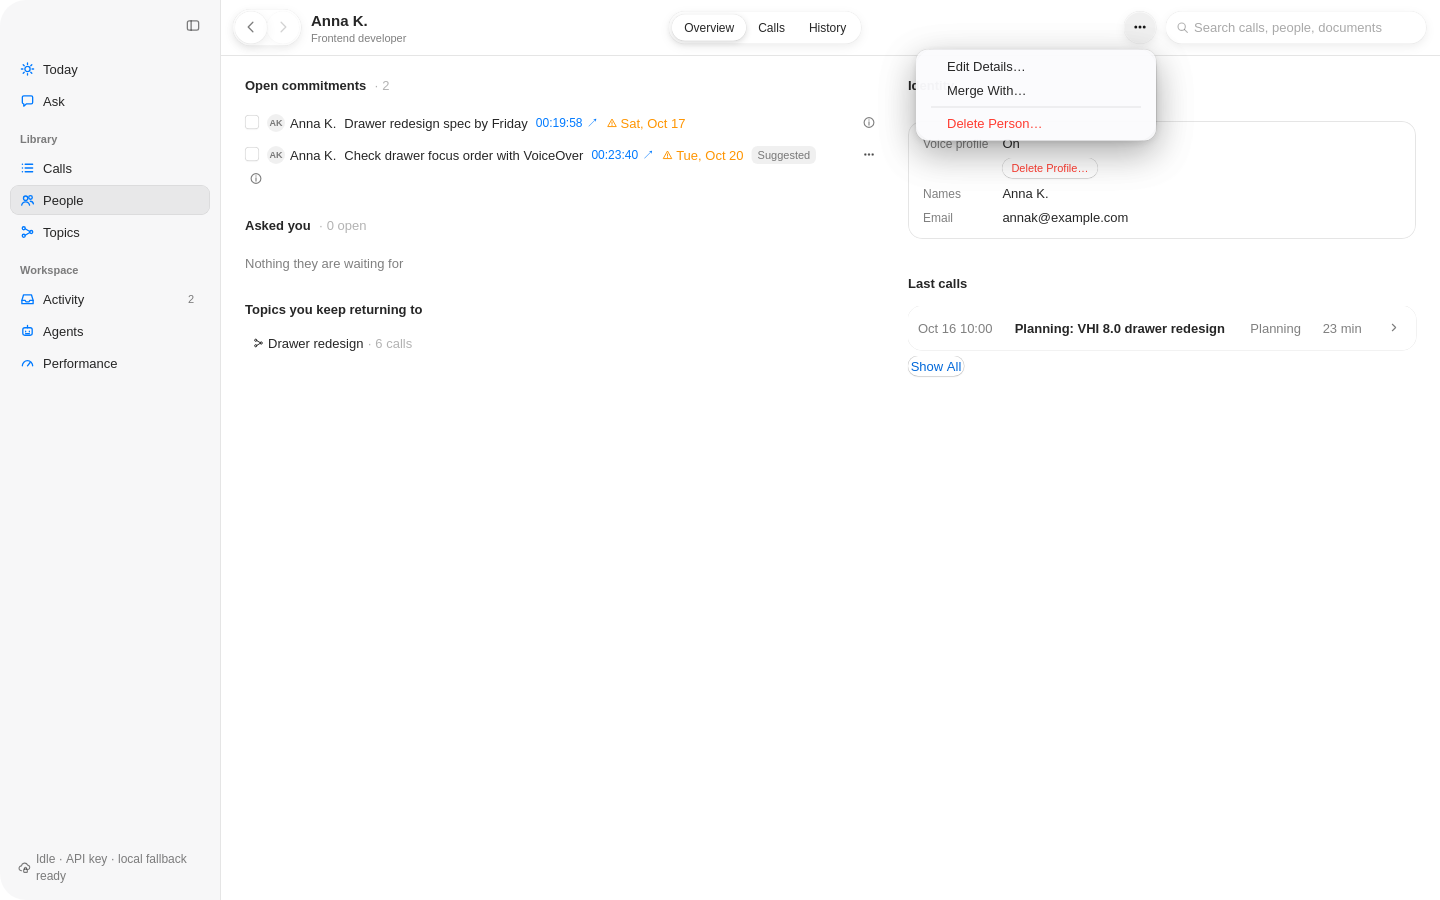 Today
Ask
Library
Calls
People
Topics
Workspace
Activity 2
Agents
Performance
Idle · API key · local fallback
ready
Anna K.
Frontend developer
Overview Calls History
Search calls, people, documents
Edit Details…
Merge With…
Delete Person…
Open commitments · 2
AK Anna K. Drawer redesign spec by Friday 00:19:58 Sat, Oct 17
AK Anna K. Check drawer focus order with VoiceOver 00:23:40 Tue, Oct 20 Suggested
Asked you · 0 open
Nothing they are waiting for
Topics you keep returning to
Drawer redesign · 6 calls
Voice profile On
Delete Profile…
Names Anna K.
Email annak@example.com
Last calls
Oct 16 10:00 Planning: VHI 8.0 drawer redesign Planning 23 min
Show All